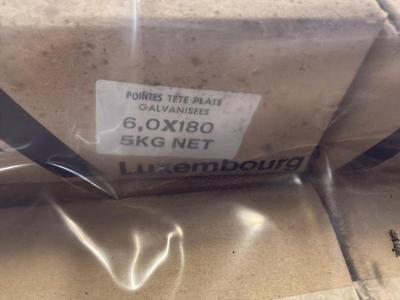 POINTES TÊTE PLATE
GALVANISEES
6,0X180
5KG NET
Luxembourg